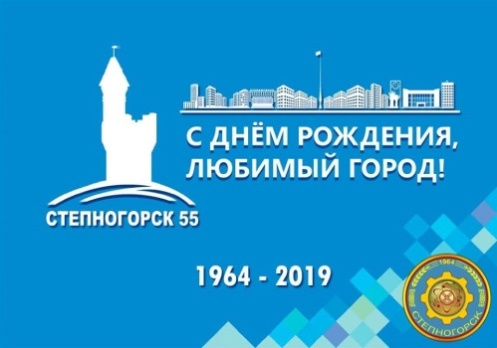 С ДНЁМ РОЖДЕНИЯ,
ЛЮБИМЫЙ ГОРОД!
СТЕПНОГОРСК 55
1964 - 2019
1964
СТЕПНОГОРСК